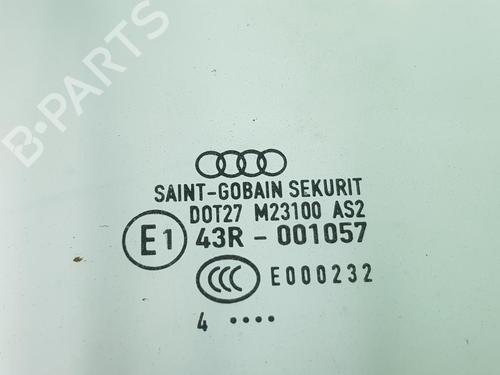 B-PARTS
SAINT-GOBAIN SEKURIT
DOT27 M23100 AS2
E1 43R - 001057
CCC E000232
4 ••••